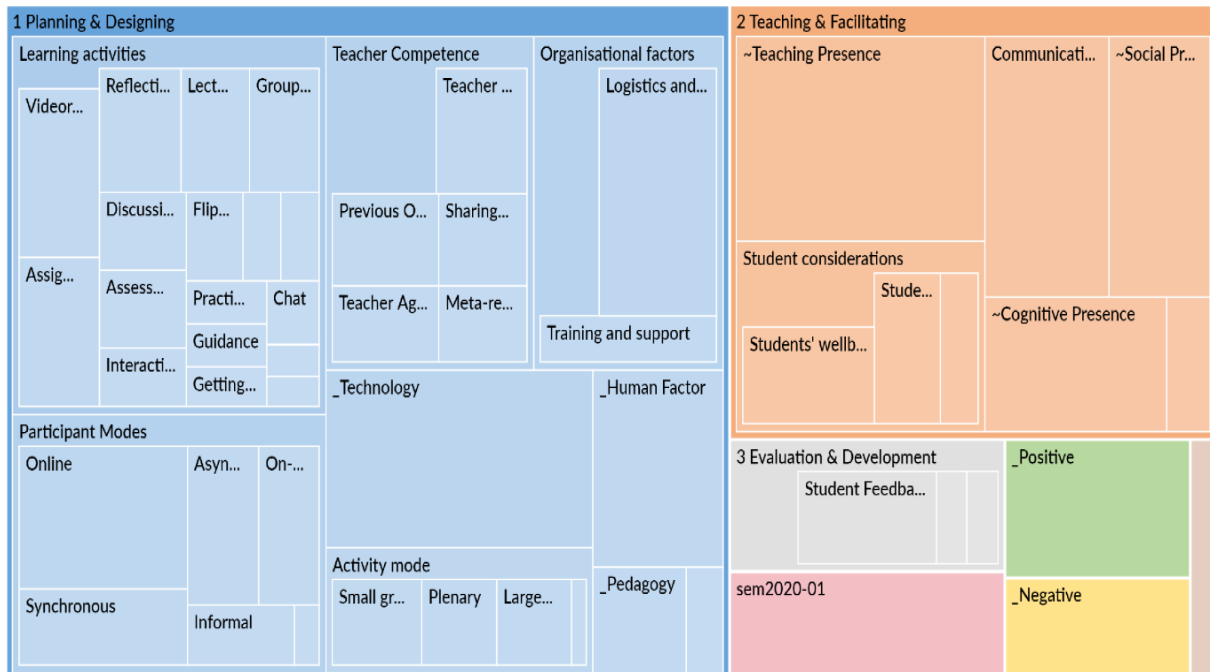 1 Planning & Designing
Learning activities
Videor...
Reflecti...
Lect...
Group...
Discussi...
Flip...
Assig...
Assess...
Practi...
Chat
Guidance
Interacti...
Getting...
Participant Modes
Online
Asyn...
On-...
Synchronous
Informal
Teacher Competence
Teacher ...
Previous O...
Sharing...
Teacher Ag...
Meta-re...
Organisational factors
Logistics and...
Training and support
_Technology
_Human Factor
Activity mode
Small gr...
Plenary
Large...
_Pedagogy
2 Teaching & Facilitating
~Teaching Presence
Communicati...
~Social Pr...
Student considerations
Stude...
Students' wellb...
~Cognitive Presence
3 Evaluation & Development
Student Feedba...
_Positive
sem2020-01
_Negative